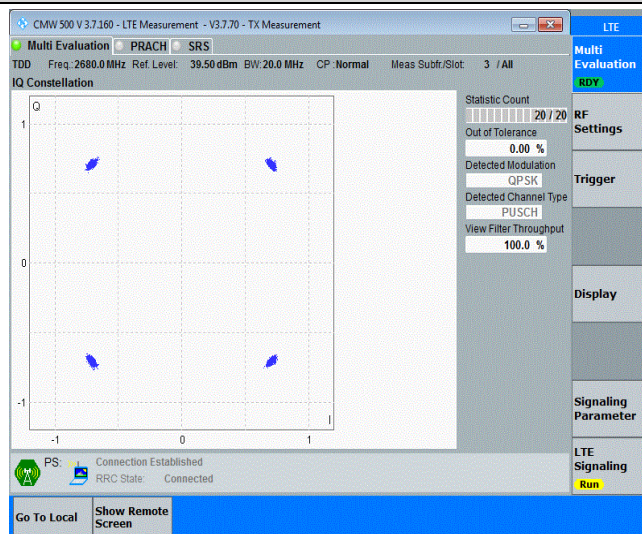 CMW 500 V 3.7.160 - LTE Measurement - V3.7.70 - TX Measurement
Multi Evaluation PRACH SRS
TDD Freq.:2680.0 MHz Ref. Level: 39.50 dBm BW:20.0 MHz CP :Normal Meas Subfr./Slot: 3 / All
IQ Constellation
Q
1
0
-1
-1 0 1
I
Statistic Count
20 / 20
Out of Tolerance
0.00 %
Detected Modulation
QPSK
Detected Channel Type
PUSCH
View Filter Throughput
100.0 %
PS: Connection Established
RRC State: Connected
LTE
Multi
Evaluation
RDY
RF
Settings
Trigger
Display
Signaling
Parameter
LTE
Signaling
Run
Go To Local
Show Remote
Screen